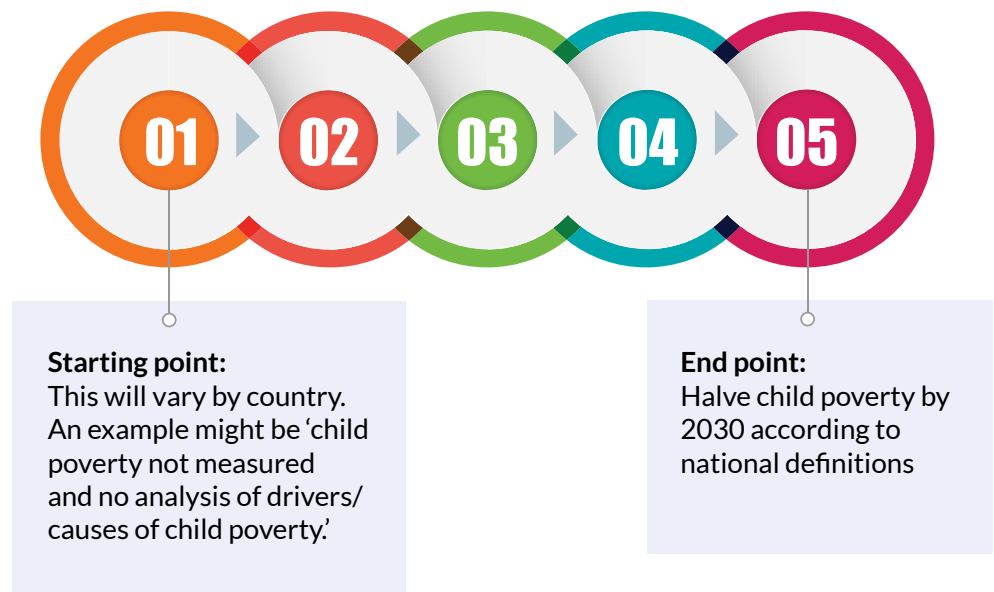 01 02 03 04 05
Starting point:
This will vary by country.
An example might be ‘child
poverty not measured
and no analysis of drivers/
causes of child poverty.’
End point:
Halve child poverty by
2030 according to
national definitions